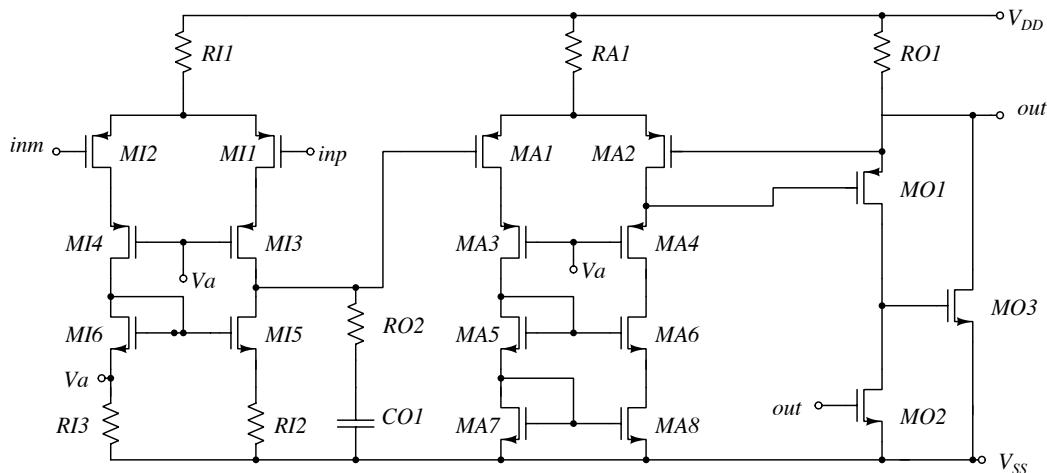 V_DD
RI1
RA1
RO1
out
inm
MI2
MI1
inp
MA1
MA2
MO1
MI4
MI3
MA3
MA4
Va
Va
MO3
MI6
MI5
RO2
MA5
MA6
Va
RI3
RI2
CO1
MA7
MA8
out
MO2
V_SS